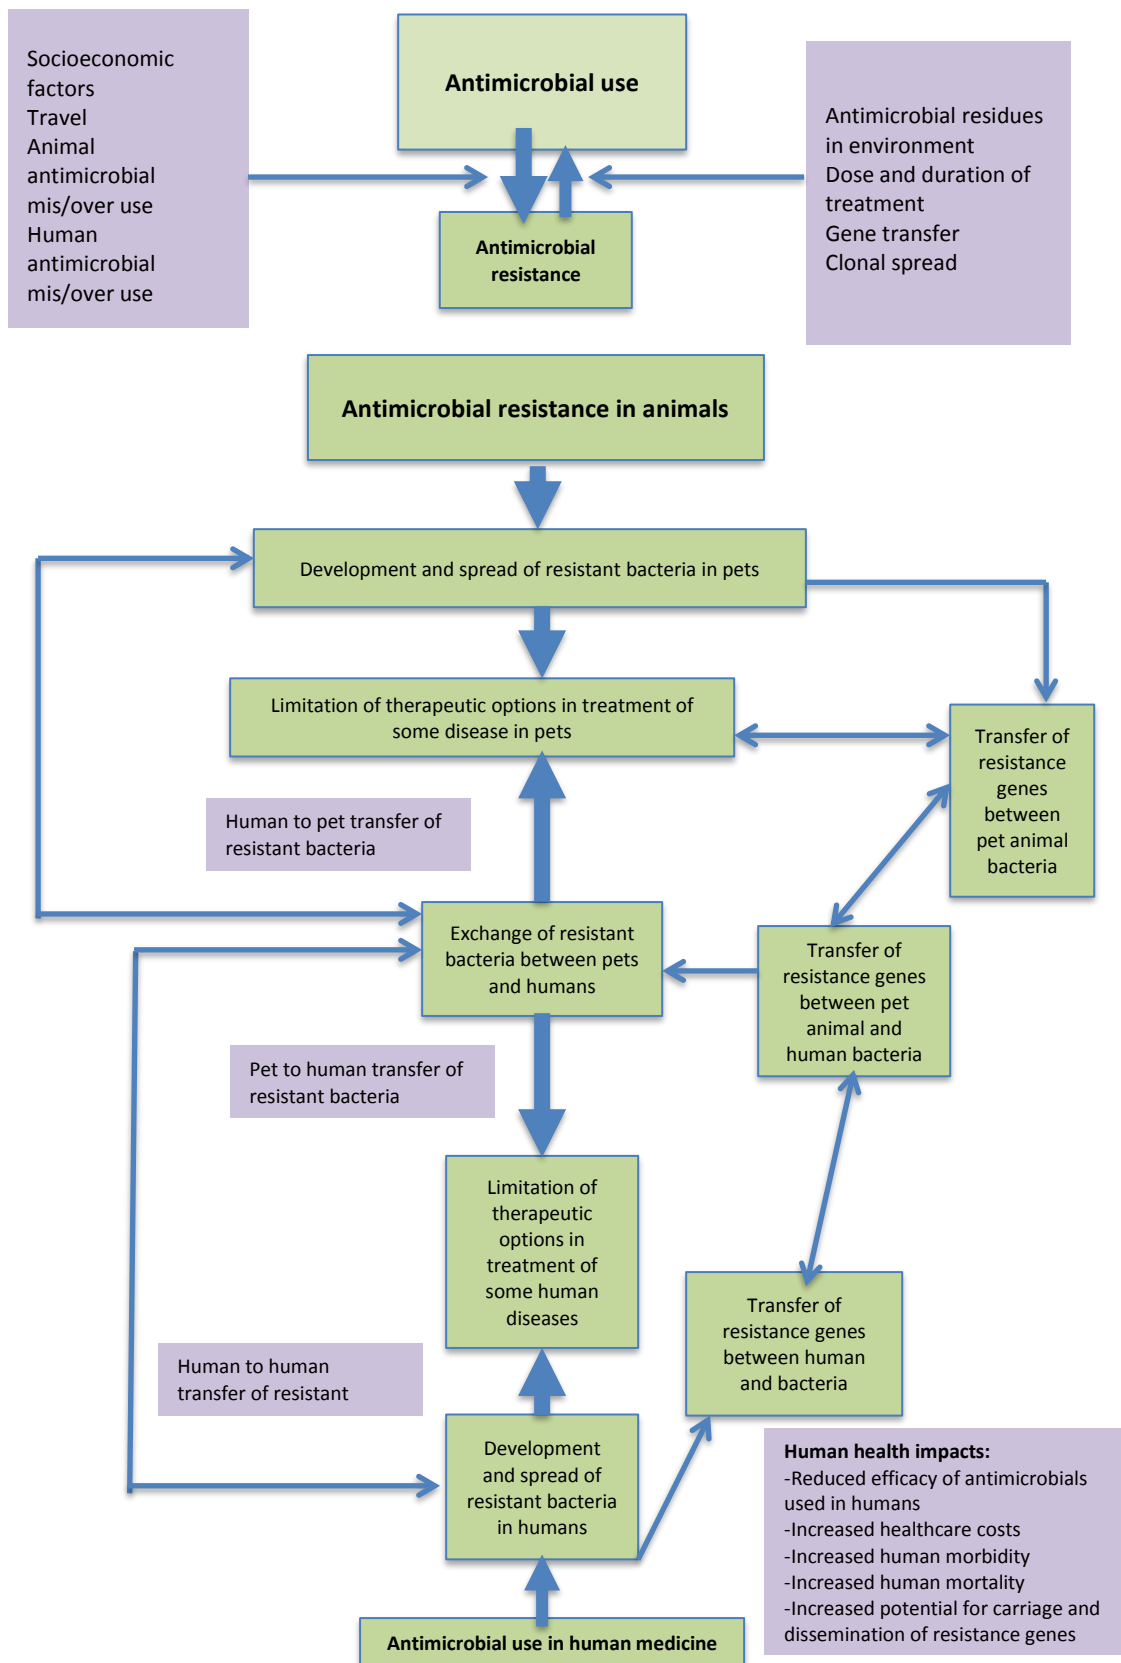 Socioeconomic
factors
Travel
Animal
antimicrobial
mis/over use
Human
antimicrobial
mis/over use
Antimicrobial use
Antimicrobial residues
in environment
Dose and duration of
treatment
Gene transfer
Clonal spread
Antimicrobial
resistance
Antimicrobial resistance in animals
Development and spread of resistant bacteria in pets
Limitation of therapeutic options in treatment of
some disease in pets
Transfer of
resistance
genes
between
pet animal
bacteria
Human to pet transfer of
resistant bacteria
Exchange of resistant
bacteria between pets
and humans
Transfer of
resistance genes
between pet
animal and
human bacteria
Pet to human transfer of
resistant bacteria
Limitation of
therapeutic
options in
treatment of
some human
diseases
Transfer of
resistance genes
between human
and bacteria
Human to human
transfer of resistant
Development
and spread of
resistant bacteria
in humans
Human health impacts:
-Reduced efficacy of antimicrobials
used in humans
-Increased healthcare costs
-Increased human morbidity
-Increased human mortality
-Increased potential for carriage and
dissemination of resistance genes
Antimicrobial use in human medicine